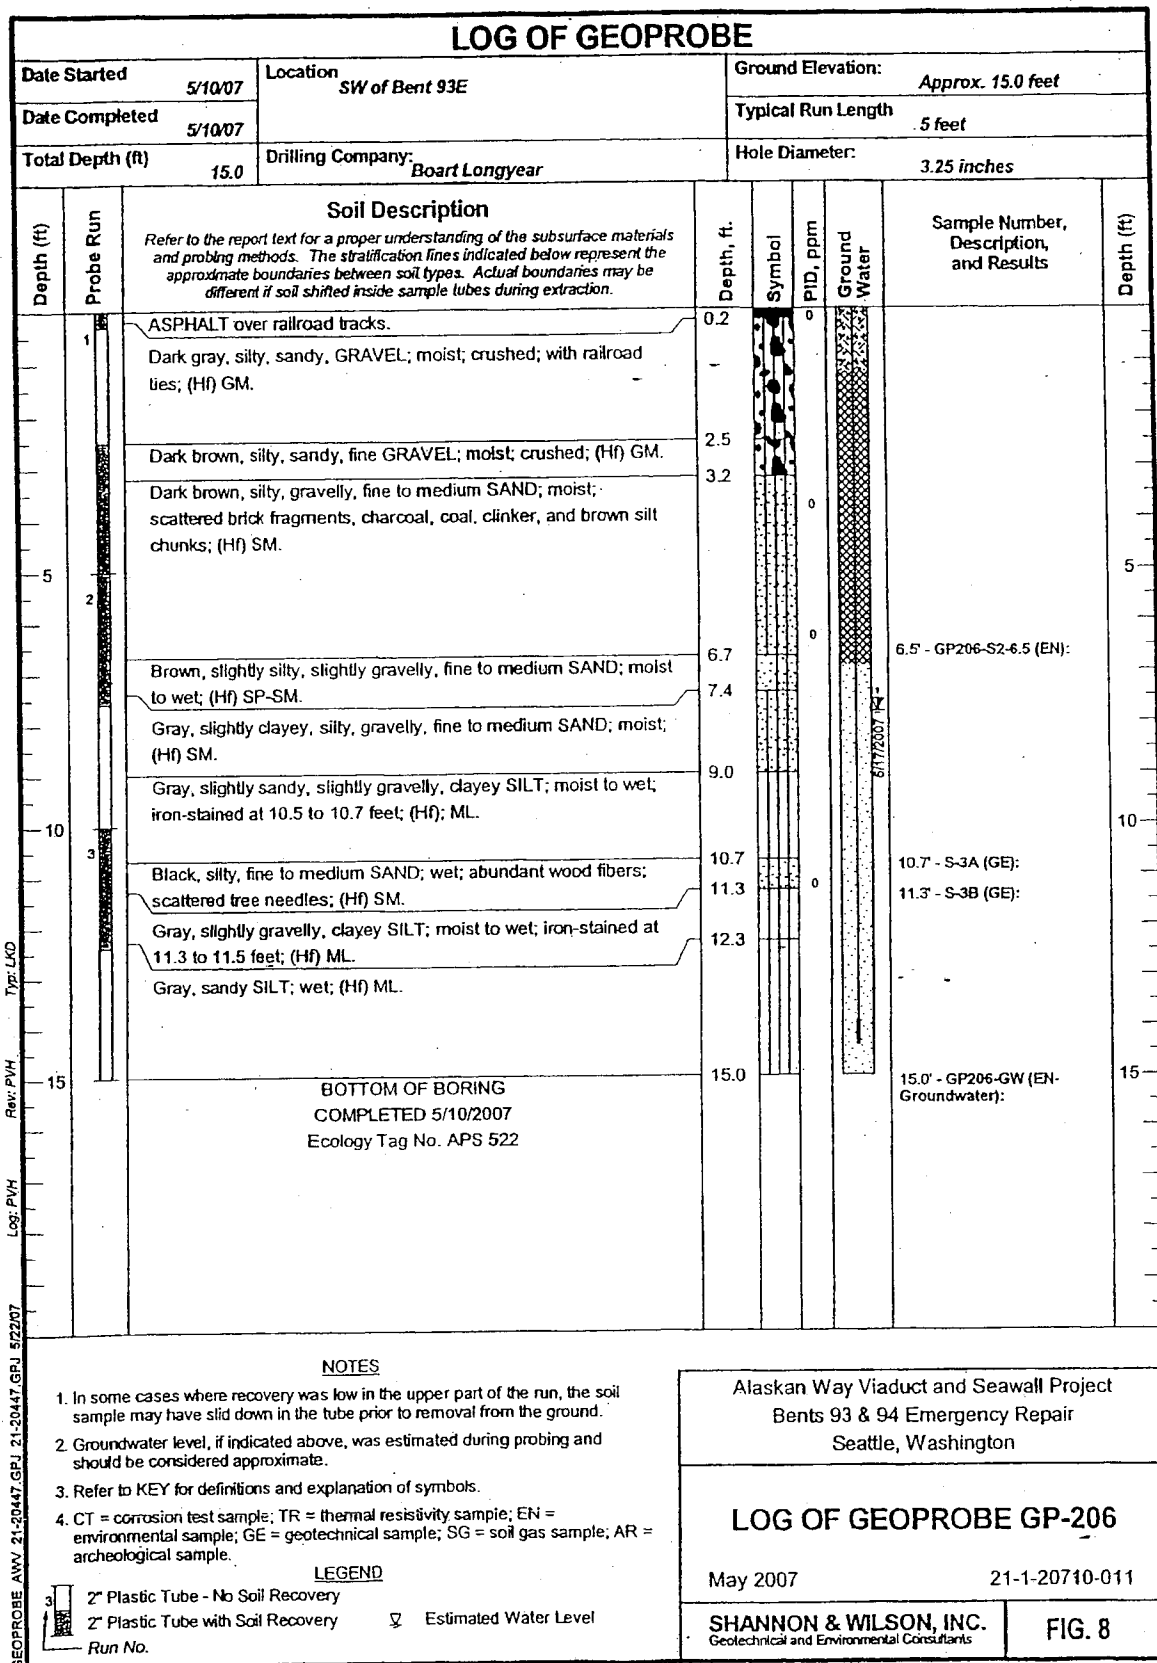 LOG OF GEOPROBE
Date Started
5/10/07
Location
SW of Bent 93E
Ground Elevation:
Approx. 15.0 feet
Date Completed
5/10/07
Typical Run Length
5 feet
Total Depth (ft)
15.0
Drilling Company:
Boart Longyear
Hole Diameter:
3.25 inches
Depth (ft)
Probe Run
Soil Description
Refer to the report text for a proper understanding of the subsurface materials
and probing methods. The stratification lines indicated below represent the
approximate boundaries between soil types. Actual boundaries may be
different if soil shifted inside sample tubes during extraction.
Depth, ft.
Symbol
PID, ppm
Ground
Water
Sample Number,
Description,
and Results
Depth (ft)
ASPHALT over railroad tracks.
0.2
0
1
Dark gray, silty, sandy, GRAVEL; moist; crushed; with railroad
ties; (Hf) GM.
2.5
Dark brown, silty, sandy, fine GRAVEL; moist; crushed; (Hf) GM.
3.2
Dark brown, silty, gravelly, fine to medium SAND; moist;
scattered brick fragments, charcoal, coal, clinker, and brown silt
chunks; (Hf) SM.
0
5
5
2
0
6.7
6.5' - GP206-S2-6.5 (EN):
Brown, slightly silty, slightly gravelly, fine to medium SAND; moist
to wet; (Hf) SP-SM.
7.4
Gray, slightly clayey, silty, gravelly, fine to medium SAND; moist;
(Hf) SM.
5/17/2007
9.0
Gray, slightly sandy, slightly gravelly, clayey SILT; moist to wet;
iron-stained at 10.5 to 10.7 feet; (Hf); ML.
10
10
3
10.7
10.7' - S-3A (GE):
Black, silty, fine to medium SAND; wet; abundant wood fibers;
scattered tree needles; (Hf) SM.
11.3
0
11.3' - S-3B (GE):
Gray, slightly gravelly, clayey SILT; moist to wet; iron-stained at
11.3 to 11.5 feet; (Hf) ML.
12.3
Gray, sandy SILT; wet; (Hf) ML.
15
15.0
15.0' - GP206-GW (EN-
Groundwater):
15
BOTTOM OF BORING
COMPLETED 5/10/2007
Ecology Tag No. APS 522
GEOPROBE AWV 21-20447.GPJ 21-20447.GPJ 5/22/07 Log: PVH Rev: PVH Typ: LKD
NOTES
1. In some cases where recovery was low in the upper part of the run, the soil
sample may have slid down in the tube prior to removal from the ground.
2. Groundwater level, if indicated above, was estimated during probing and
should be considered approximate.
3. Refer to KEY for definitions and explanation of symbols.
4. CT = corrosion test sample; TR = thermal resistivity sample; EN =
environmental sample; GE = geotechnical sample; SG = soil gas sample; AR =
archeological sample.
LEGEND
3
2" Plastic Tube - No Soil Recovery
2" Plastic Tube with Soil Recovery
Estimated Water Level
Run No.
Alaskan Way Viaduct and Seawall Project
Bents 93 & 94 Emergency Repair
Seattle, Washington
LOG OF GEOPROBE GP-206
May 2007
21-1-20710-011
SHANNON & WILSON, INC.
Geotechnical and Environmental Consultants
FIG. 8